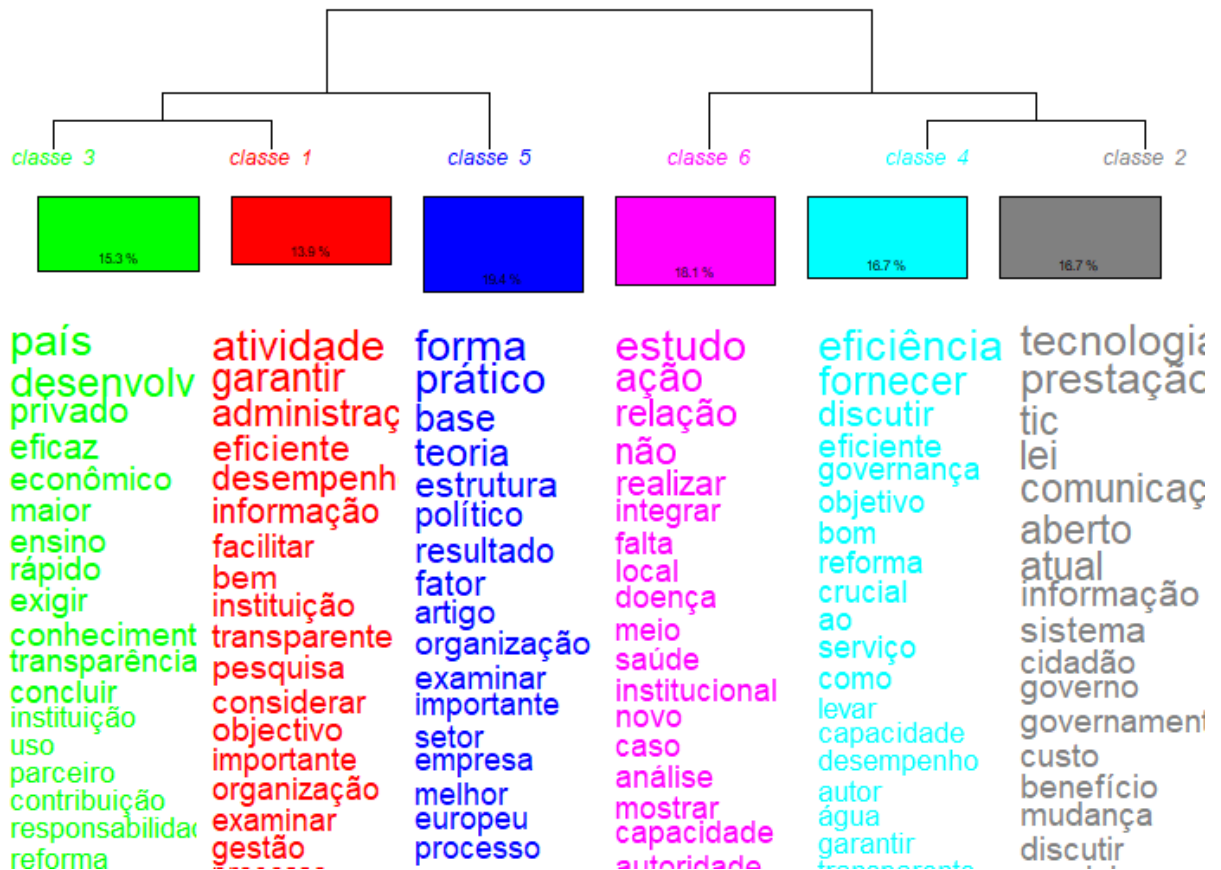 classe 3
classe 1
classe 5
classe 6
classe 4
classe 2
15.3 %
13.9 %
19.4 %
18.1 %
16.7 %
16.7 %
país
desenvolv
privado
eficaz
econômico
maior
ensino
rápido
exigir
conheciment
transparência
concluir
instituição
uso
parceiro
contribuição
responsabilidad
reforma
atividade
garantir
administraç
eficiente
desempenh
informação
facilitar
bem
instituição
transparente
pesquisa
considerar
objectivo
importante
organização
examinar
gestão
forma
prático
base
teoria
estrutura
político
resultado
fator
artigo
organização
examinar
importante
setor
empresa
melhor
europeu
processo
estudo
ação
relação
não
realizar
integrar
falta
local
doença
meio
saúde
institucional
novo
caso
análise
mostrar
capacidade
autoridade
eficiência
fornecer
discutir
eficiente
governança
objetivo
bom
reforma
crucial
ao
serviço
como
levar
capacidade
desempenho
autor
água
garantir
transparente
tecnologia
prestação
tic
lei
comunicaç
aberto
atual
informação
sistema
cidadão
governo
governament
custo
benefício
mudança
discutir